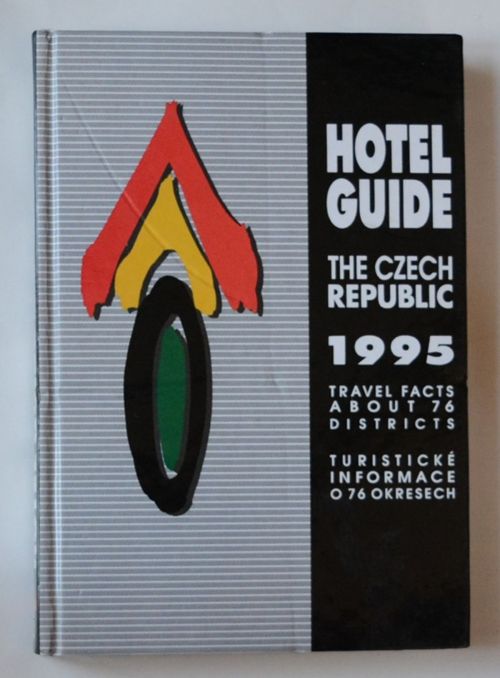 HOTEL
GUIDE
THE CZECH
REPUBLIC
1995
TRAVEL FACTS
ABOUT 76
DISTRICTS
TURISTICKÉ
INFORMACE
O 76 OKRESECH